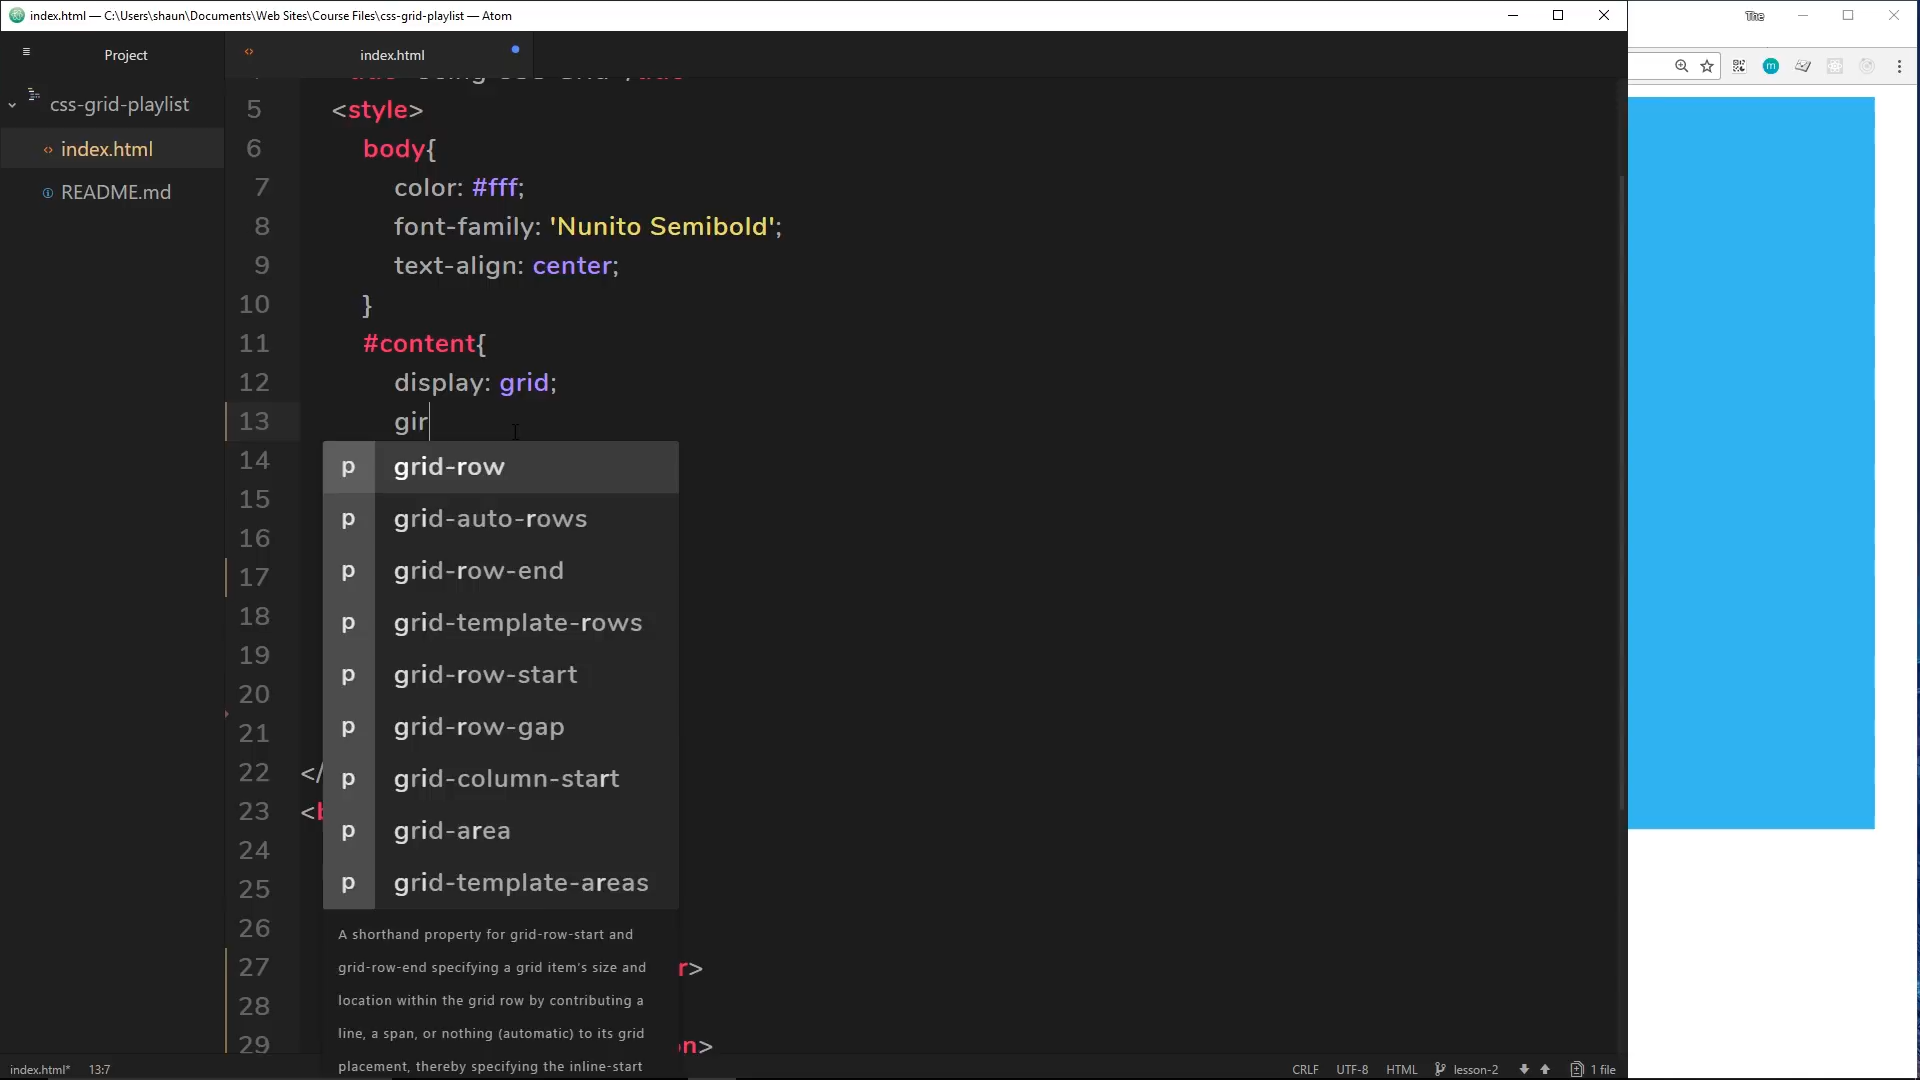 index.html — C:\Users\shaun\Documents\Web Sites\Course Files\css-grid-playlist — Atom
The
Project
index.html
css-grid-playlist
index.html
README.md
m
5 <style>
6 body{
7 color: #fff;
8 font-family: 'Nunito Semibold';
9 text-align: center;
10 }
11 #content{
12 display: grid;
13 gir
14
15
16
17
18
19
20
21
22 </
23 <b
24
25
26
27 r>
28
29 on>
p grid-row
p grid-auto-rows
p grid-row-end
p grid-template-rows
p grid-row-start
p grid-row-gap
p grid-column-start
p grid-area
p grid-template-areas
A shorthand property for grid-row-start and
grid-row-end specifying a grid item's size and
location within the grid row by contributing a
line, a span, or nothing (automatic) to its grid
placement, thereby specifying the inline-start
index.html* 13:7 CRLF UTF-8 HTML lesson-2 1 file